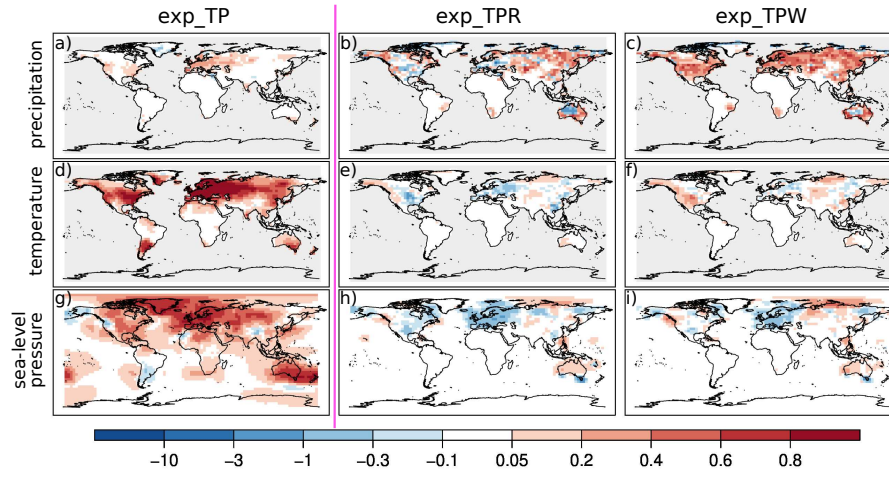 exp_TP
exp_TPR
exp_TPW
precipitation
a)
b)
c)
temperature
d)
e)
f)
sea-level
pressure
g)
h)
i)
−10
−3
−1
−0.3
−0.1
0.05
0.2
0.4
0.6
0.8